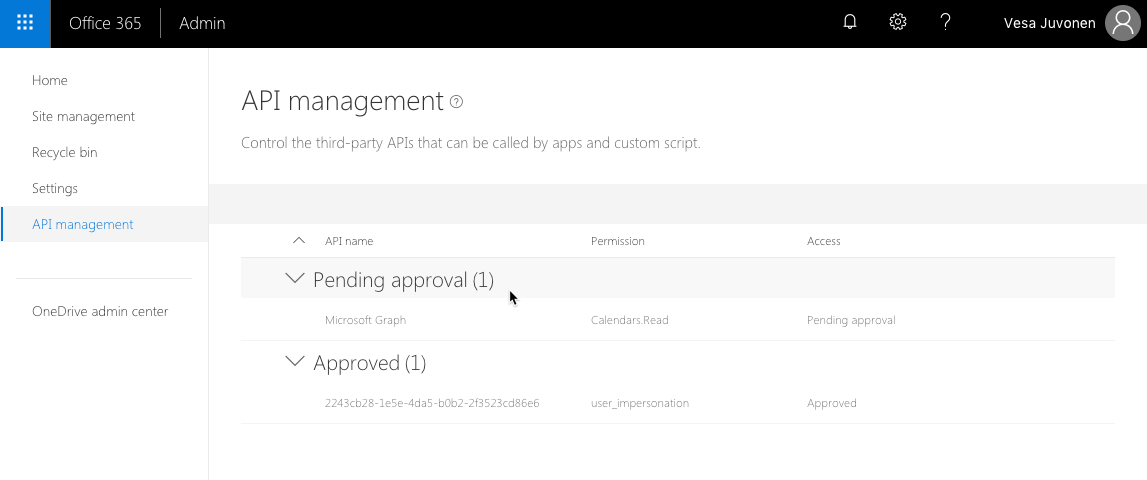 Office 365 Admin Vesa Juvonen
Home
Site management
Recycle bin
Settings
API management
OneDrive admin center
API management
Control the third-party APIs that can be called by apps and custom script.
API name Permission Access
Pending approval (1)
Microsoft Graph Calendars.Read Pending approval
Approved (1)
2243cb28-1e5e-4da5-b0b2-2f3523cd86e6 user_impersonation Approved